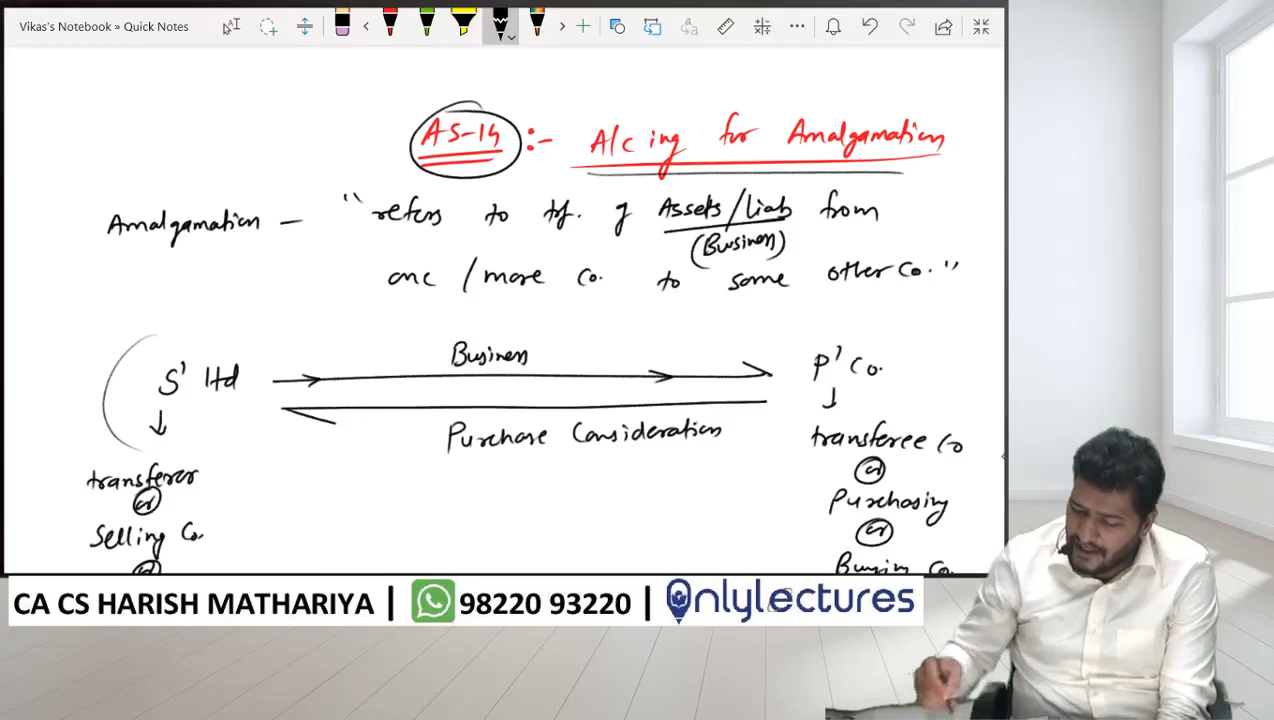 Vikas's Notebook » Quick Notes
AS-14 :- A/c ing for Amalgamation
Amalgamation — "refers to tsf. of Assets/liab from
(Business)
one / more Co. to some other Co."
Business
S' ltd
P' Co.
Purchase Consideration
transferor
transferee Co
or
or
Selling Co.
Purchasing
or
or
Buying Co.
CA CS HARISH MATHARIYA | 98220 93220 | Onlylectures